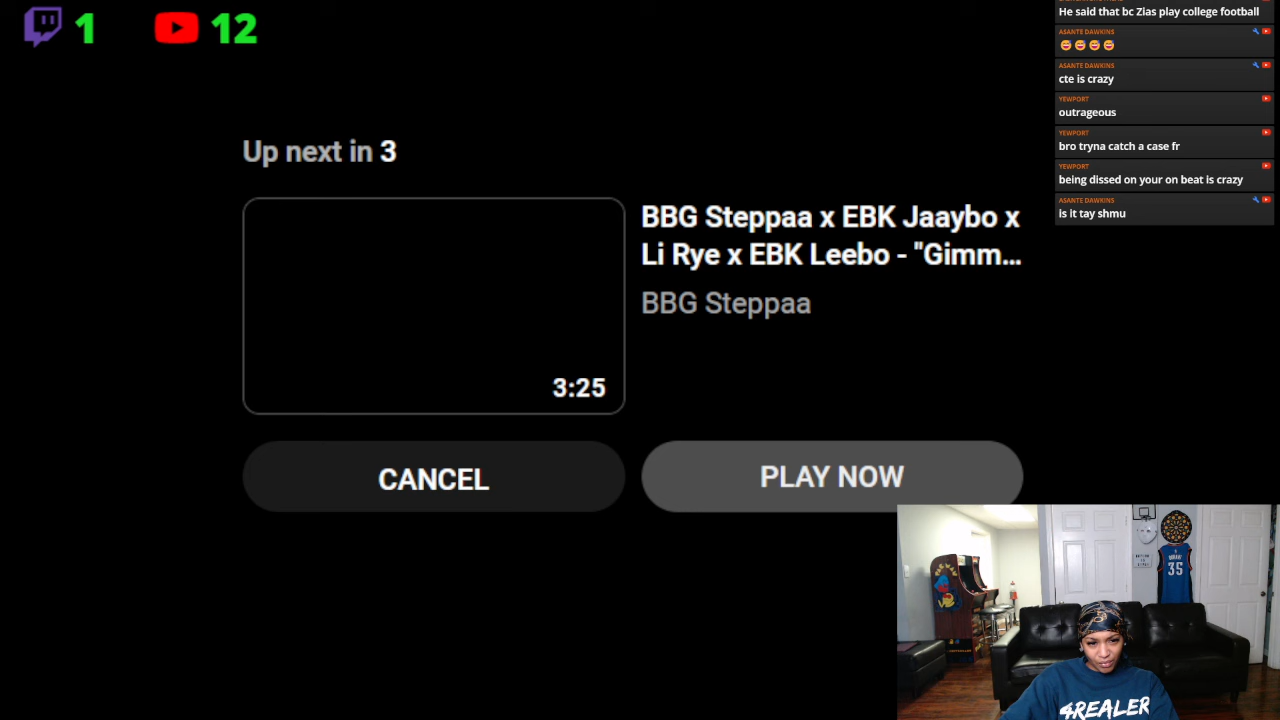 1
12
Up next in 3
3:25
BBG Steppaa x EBK Jaaybo x
Li Rye x EBK Leebo - "Gimm...
BBG Steppaa
CANCEL
PLAY NOW
He said that bc Zias play college football
ASANTE DAWKINS
ASANTE DAWKINS
cte is crazy
YEWPORT
outrageous
YEWPORT
bro tryna catch a case fr
YEWPORT
being dissed on your on beat is crazy
ASANTE DAWKINS
is it tay shmu
35
4REALER